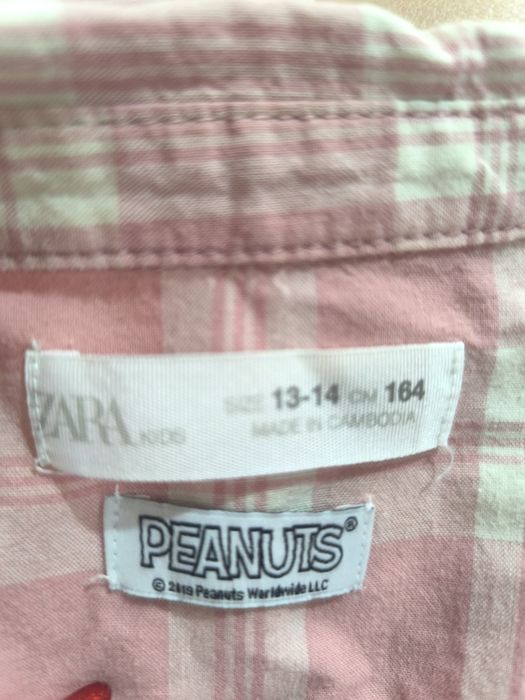 ZARA KIDS
SIZE 13-14 CM 164
MADE IN CAMBODIA
PEANUTS®
© 2019 Peanuts Worldwide LLC